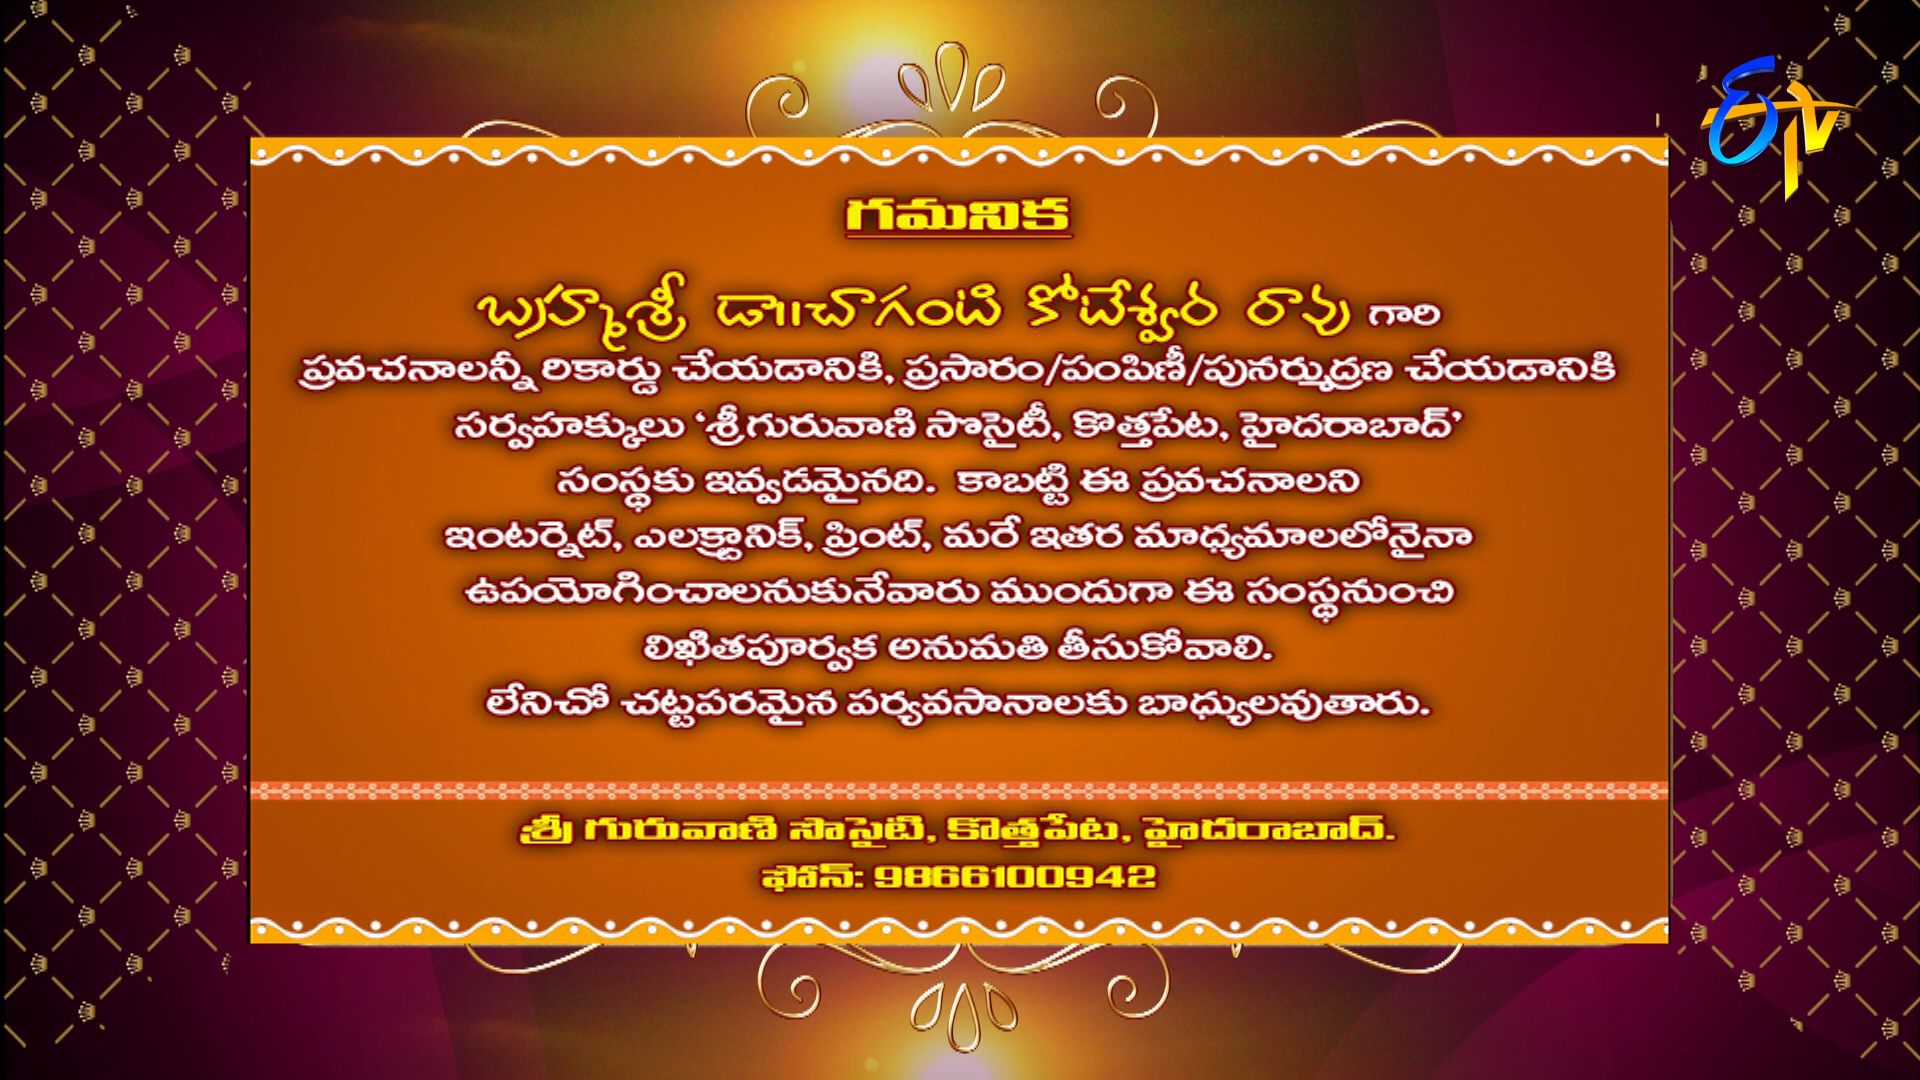 ఈTV
గమనిక
బ్రహ్మశ్రీ డా॥చాగంటి కోటేశ్వర రావు గారి
ప్రవచనాలన్నీ రికార్డు చేయడానికి, ప్రసారం/పంపిణీ/పునర్ముద్రణ చేయడానికి
సర్వహక్కులు ‘శ్రీగురువాణి సొసైటీ, కొత్తపేట, హైదరాబాద్’
సంస్థకు ఇవ్వడమైనది. కాబట్టి ఈ ప్రవచనాలని
ఇంటర్నెట్, ఎలక్ట్రానిక్, ప్రింట్, మరే ఇతర మాధ్యమాలలోనైనా
ఉపయోగించాలనుకునేవారు ముందుగా ఈ సంస్థనుంచి
లిఖితపూర్వక అనుమతి తీసుకోవాలి.
లేనిచో చట్టపరమైన పర్యవసానాలకు బాధ్యులవుతారు.
శ్రీ గురువాణి సొసైటి, కొత్తపేట, హైదరాబాద్.
ఫోన్: 9866100942